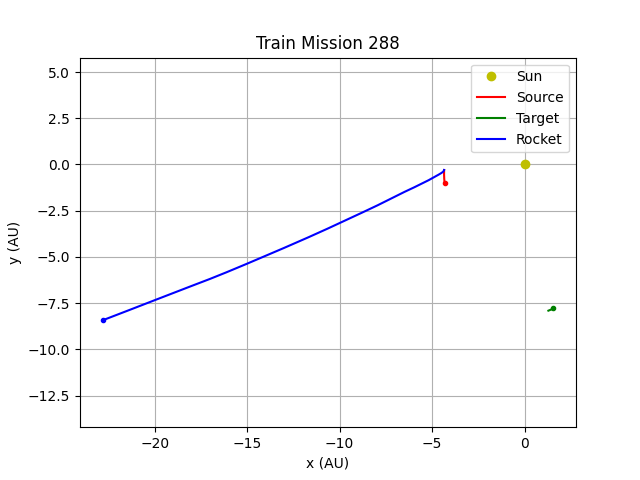 Train Mission 288
Sun
Source
Target
Rocket
5.0
2.5
0.0
−2.5
−5.0
−7.5
−10.0
−12.5
y (AU)
−20
−15
−10
−5
0
x (AU)